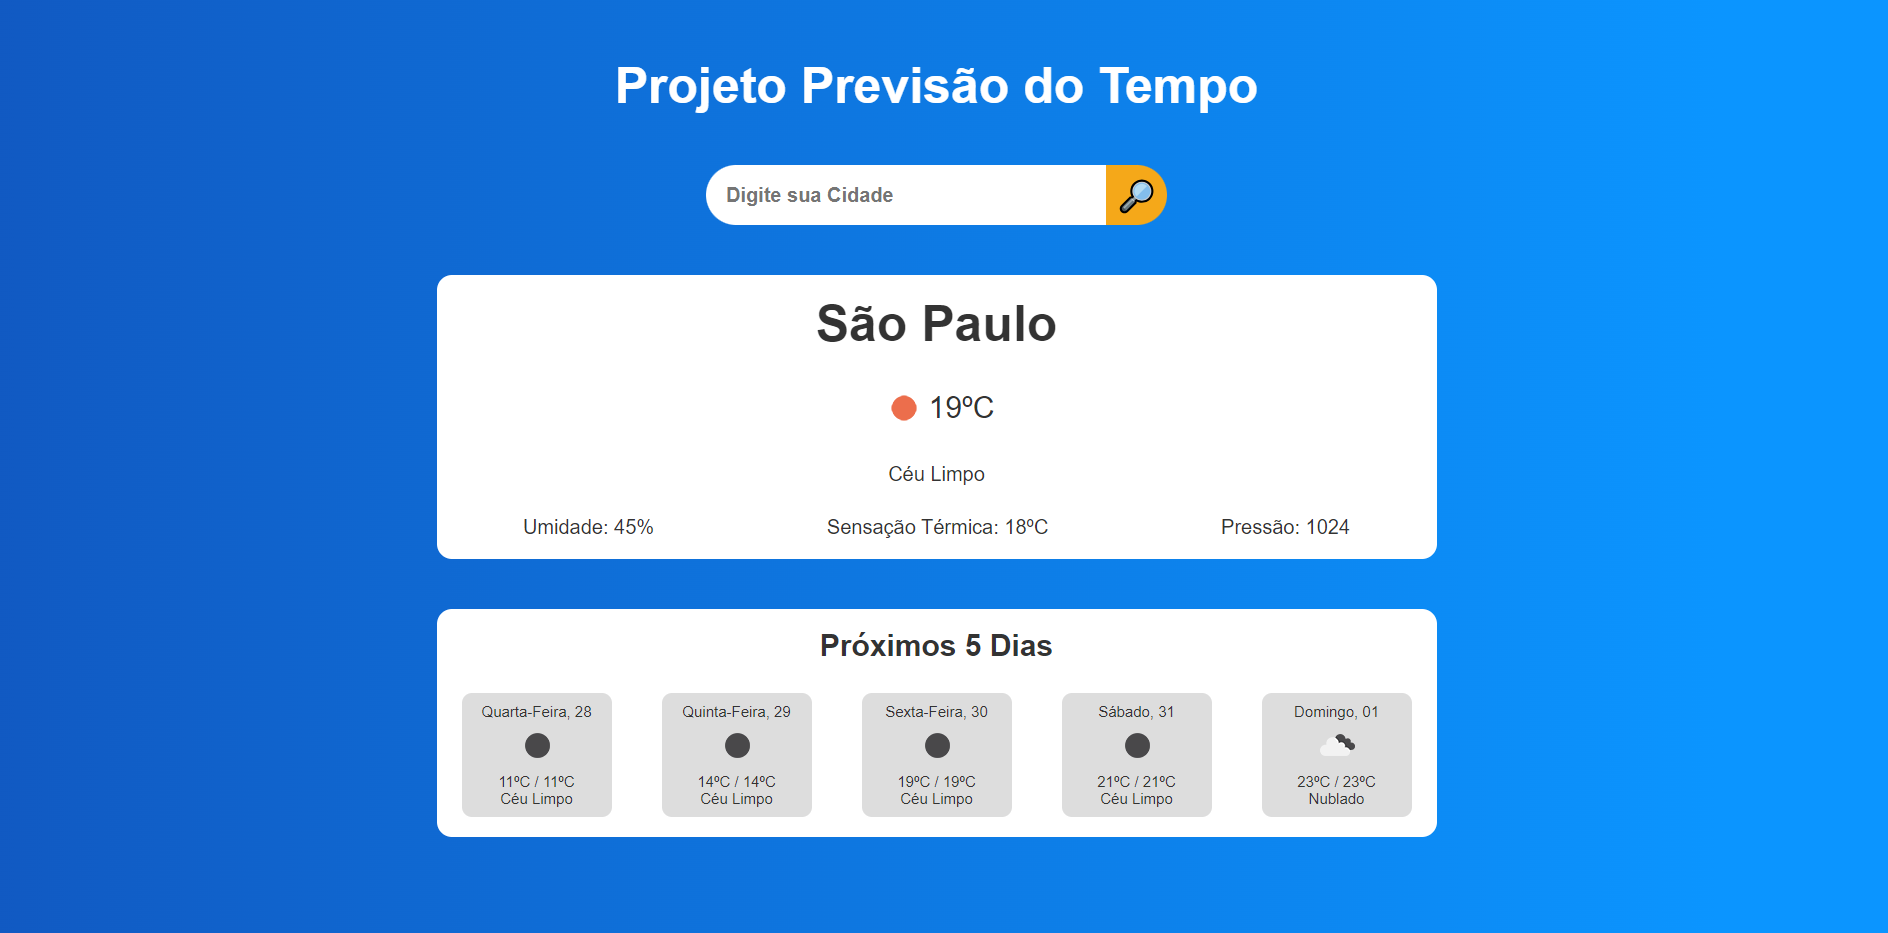 Projeto Previsão do Tempo
Digite sua Cidade
São Paulo
19ºC
Céu Limpo
Umidade: 45%
Sensação Térmica: 18ºC
Pressão: 1024
Próximos 5 Dias
Quarta-Feira, 28
11ºC / 11ºC
Céu Limpo
Quinta-Feira, 29
14ºC / 14ºC
Céu Limpo
Sexta-Feira, 30
19ºC / 19ºC
Céu Limpo
Sábado, 31
21ºC / 21ºC
Céu Limpo
Domingo, 01
23ºC / 23ºC
Nublado